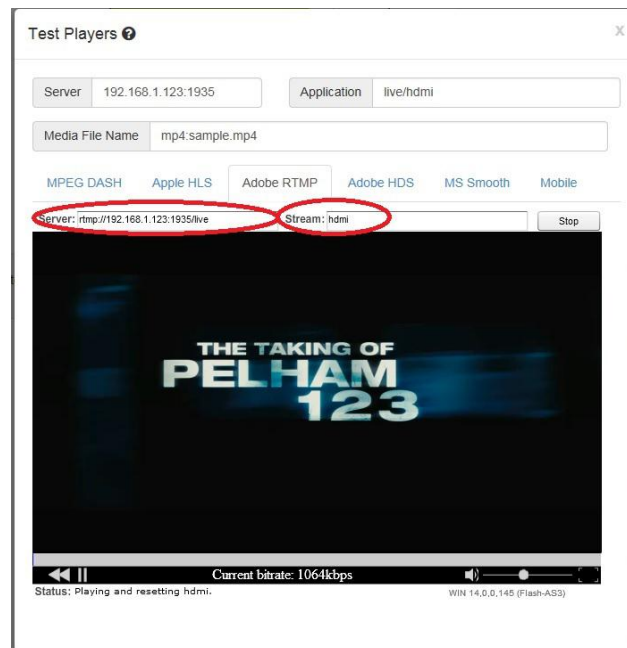 Test Players ? X
Server 192.168.1.123:1935 Application live/hdmi
Media File Name mp4:sample.mp4
MPEG DASH Apple HLS Adobe RTMP Adobe HDS MS Smooth Mobile
Server: rtmp://192.168.1.123:1935/live Stream: hdmi Stop
THE TAKING OF
PELHAM
123
Current bitrate: 1064kbps
Status: Playing and resetting hdmi. WIN 14,0,0,145 (Flash-AS3)